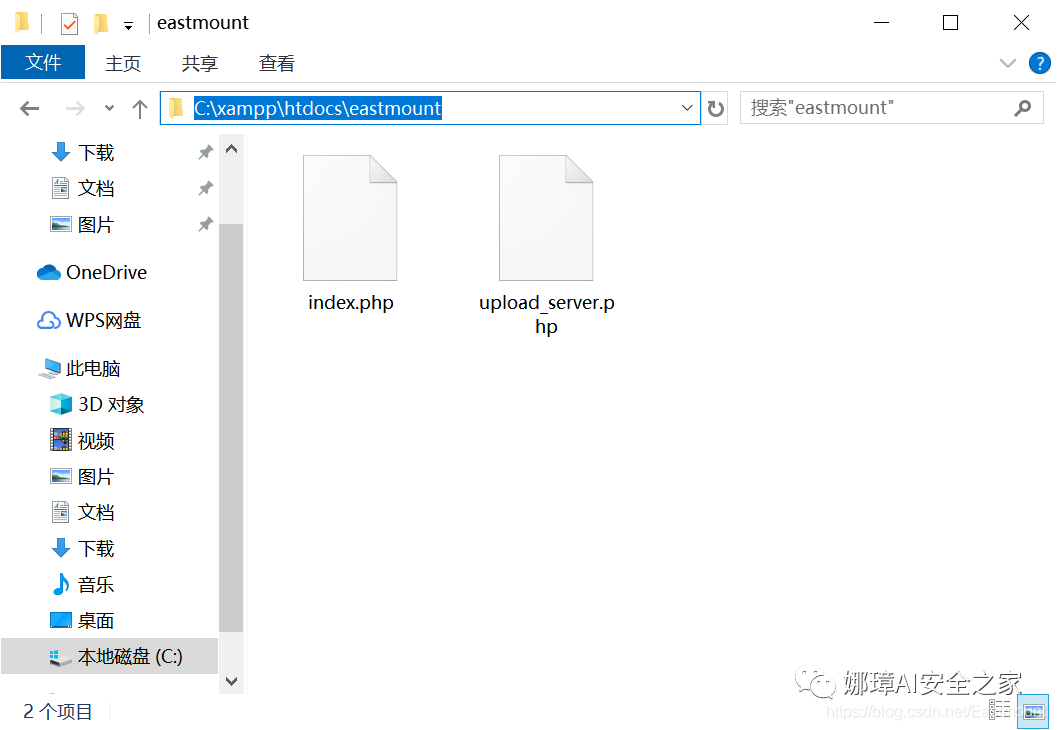 eastmount
文件 主页 共享 查看
C:\xampp\htdocs\eastmount 搜索"eastmount"
下载
文档
图片
OneDrive
WPS网盘
此电脑
3D 对象
视频
图片
文档
下载
音乐
桌面
本地磁盘 (C:)
index.php
upload_server.p
hp
2 个项目
娜璋AI安全之家
https://blog.csdn.net/Ea